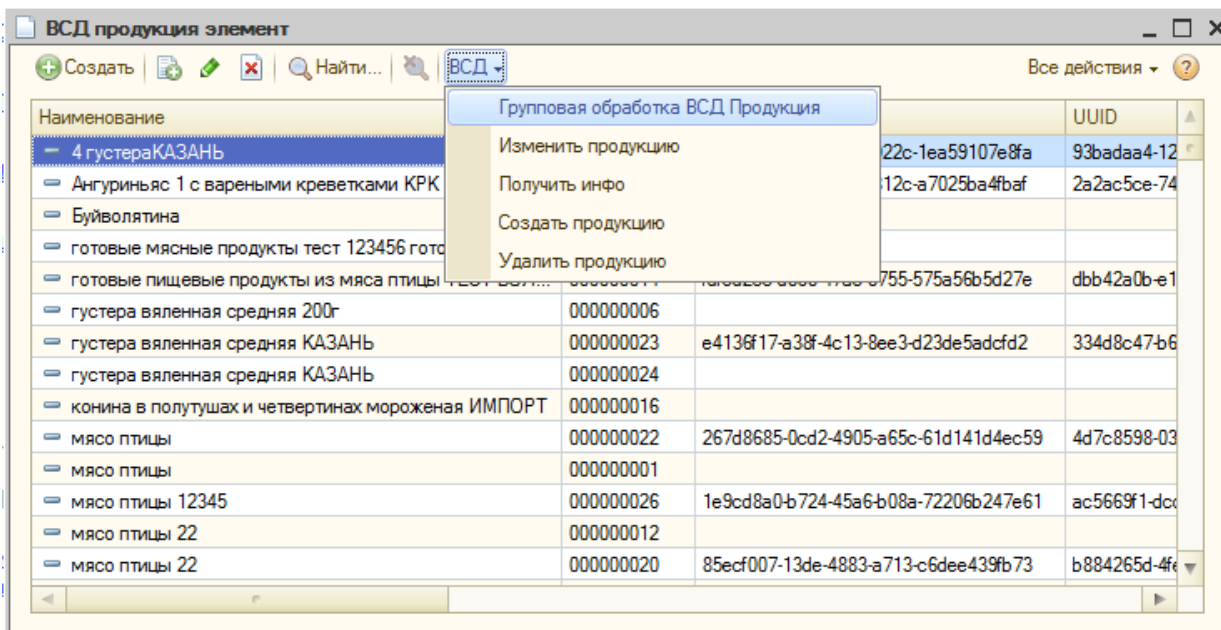 ВСД продукция элемент
Создать Найти... ВСД Все действия
Наименование UUID
Групповая обработка ВСД Продукция
Изменить продукцию
Получить инфо
Создать продукцию
Удалить продукцию
4 густераКАЗАНЬ 022c-1ea59107e8fa 93badaa4-12
Ангуриньяс 1 с вареными креветками КРК 12c-a7025ba4fbaf 2a2ac5ce-74
Буйволятина
готовые мясные продукты тест 123456 гото
готовые пищевые продукты из мяса птицы 755-575a56b5d27e dbb42a0b-e1
густера вяленная средняя 200г 000000006
густера вяленная средняя КАЗАНЬ 000000023 e4136f17-a38f-4c13-8ee3-d23de5adcfd2 334d8c47-b6
густера вяленная средняя КАЗАНЬ 000000024
конина в полутушах и четвертинах мороженая ИМПОРТ 000000016
мясо птицы 000000022 267d8685-0cd2-4905-a65c-61d141d4ec59 4d7c8598-03
мясо птицы 000000001
мясо птицы 12345 000000026 1e9cd8a0-b724-45a6-b08a-72206b247e61 ac5669f1-dcc
мясо птицы 22 000000012
мясо птицы 22 000000020 85ecf007-13de-4883-a713-c6dee439fb73 b884265d-4fe